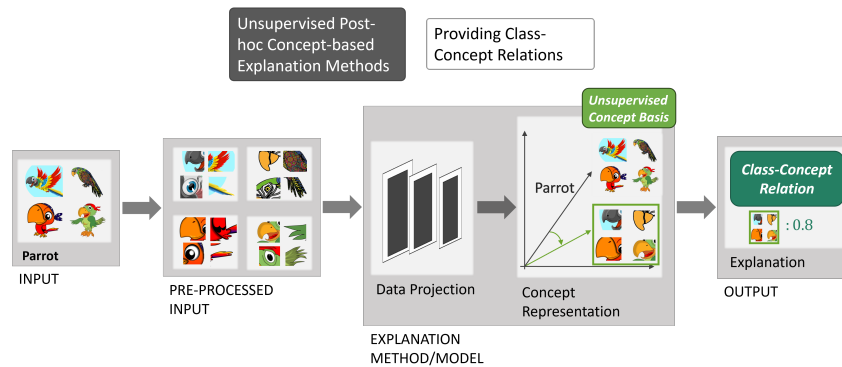 Unsupervised Post-
hoc Concept-based
Explanation Methods
Providing Class-
Concept Relations
Unsupervised
Concept Basis
Parrot
INPUT
PRE-PROCESSED
INPUT
Data Projection
Parrot
Concept
Representation
EXPLANATION
METHOD/MODEL
Class-Concept
Relation
: 0.8
Explanation
OUTPUT